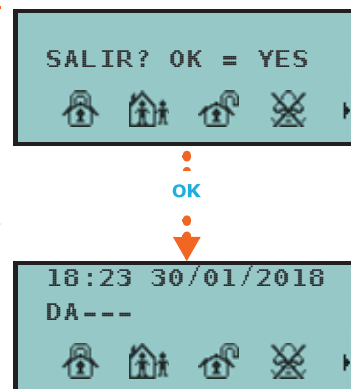 SALIR? OK = YES
OK
18:23 30/01/2018
DA---